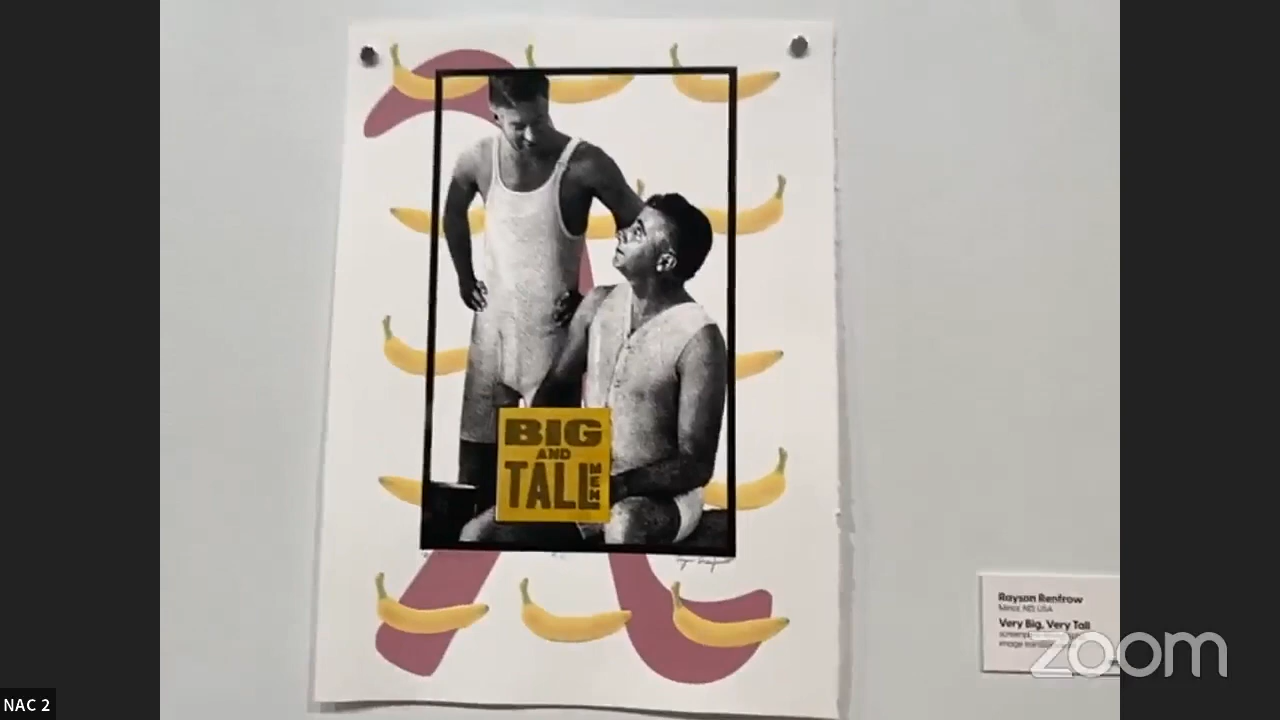 BIG
AND
TALL
MEN
Rayson Renfrow
Minot, ND USA
Very Big, Very Tall
zoom
NAC 2